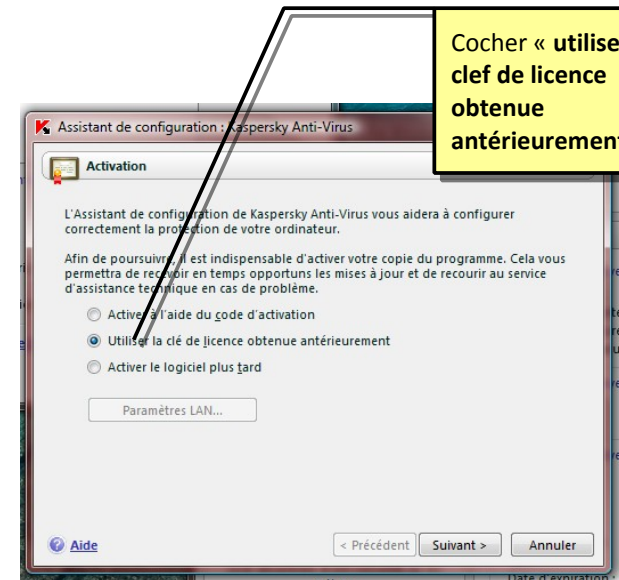 Cocher « utilise
clef de licence
obtenue
antérieurement
Assistant de configuration : Kaspersky Anti-Virus
Activation
L'Assistant de configuration de Kaspersky Anti-Virus vous aidera à configurer
correctement la protection de votre ordinateur.
Afin de poursuivre, il est indispensable d'activer votre copie du programme. Cela vous
permettra de recevoir en temps opportuns les mises à jour et de recourir au service
d'assistance technique en cas de problème.
Activer à l'aide du code d'activation
Utiliser la clé de licence obtenue antérieurement
Activer le logiciel plus tard
Paramètres LAN...
Aide
< Précédent
Suivant >
Annuler
Date d'expiration :